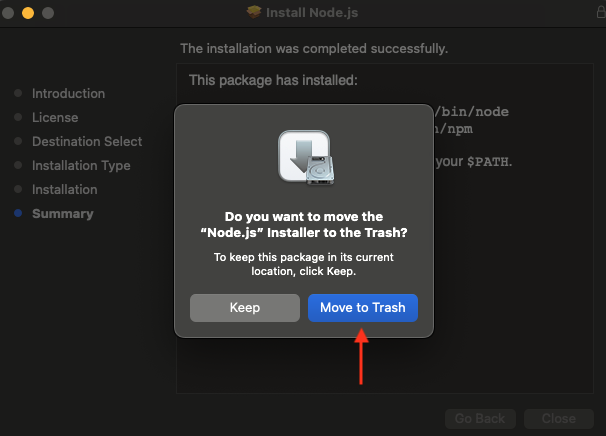 Install Node.js
The installation was completed successfully.
This package has installed:
/bin/node
/npm
your $PATH.
Introduction
License
Destination Select
Installation Type
Installation
Summary
Do you want to move the
“Node.js” Installer to the Trash?
To keep this package in its current
location, click Keep.
Keep
Move to Trash
Go Back
Close